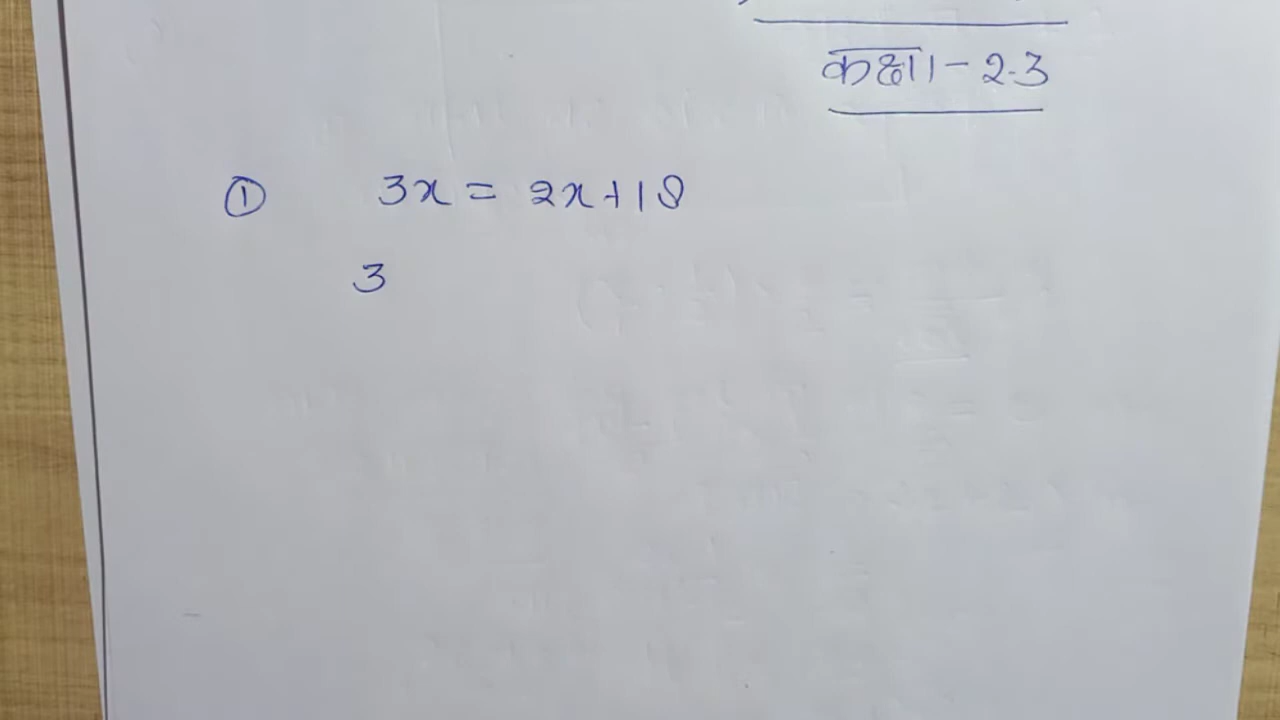 कक्षा - 2.3
① 3x = 2x + 18
3